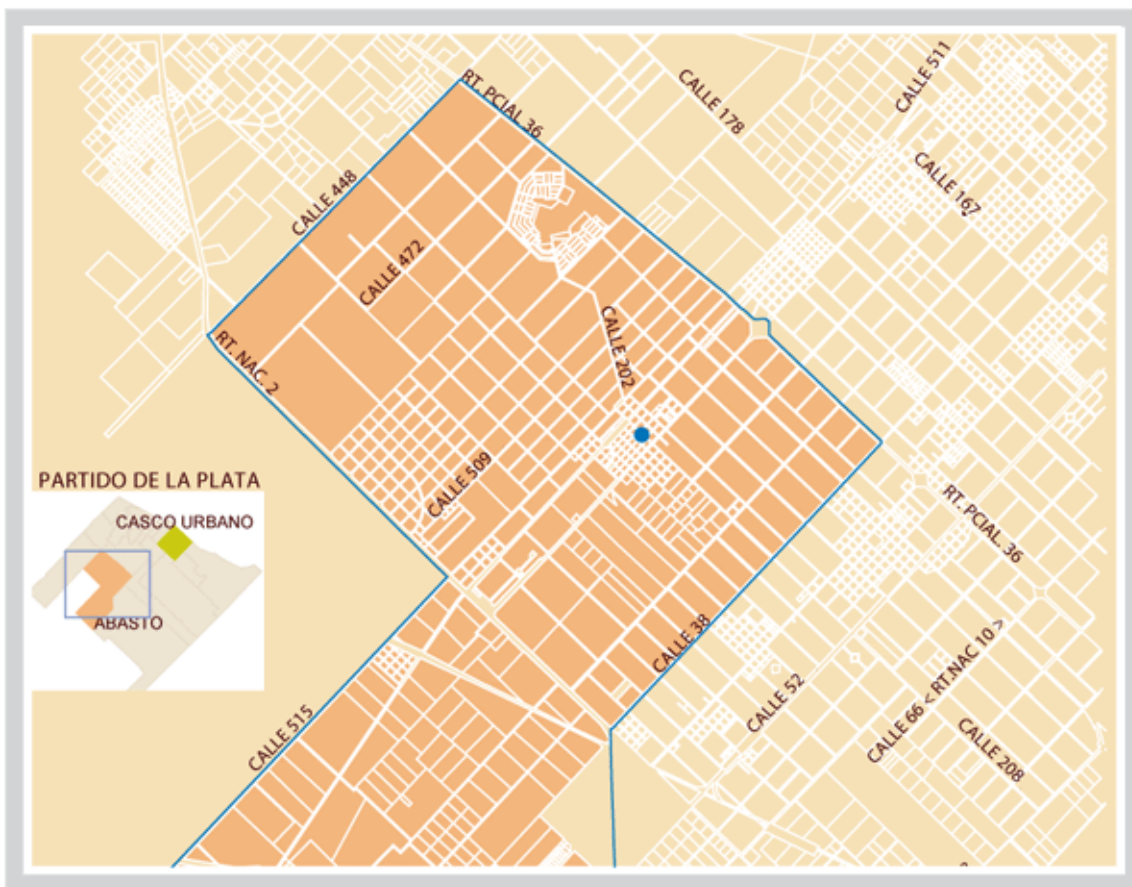 RT. PCIAL 36
CALLE 178
CALLE 511
CALLE 167
CALLE 448
CALLE 472
CALLE 202
RT. NAC. 2
CALLE 509
PARTIDO DE LA PLATA
CASCO URBANO
ABASTO
RT. PCIAL. 36
CALLE 38
CALLE 52
CALLE 66 < RT.NAC 10 >
CALLE 208
CALLE 515